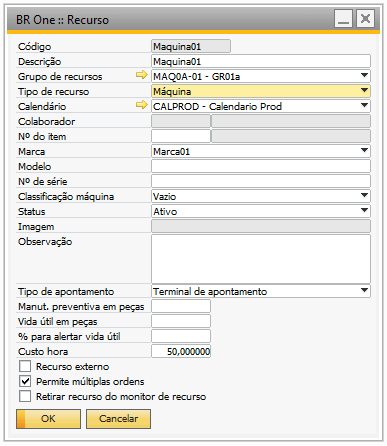 BR One :: Recurso
Código Maquina01
Descrição Maquina01
Grupo de recursos MAQ0A-01 - GR01a
Tipo de recurso Máquina
Calendário CALPROD - Calendario Prod
Colaborador
Nº do item
Marca Marca01
Modelo
Nº de série
Classificação máquina Vazio
Status Ativo
Imagem
Observação
Tipo de apontamento Terminal de apontamento
Manut. preventiva em peças
Vida útil em peças
% para alertar vida útil
Custo hora 50,000000
Recurso externo
Permite múltiplas ordens
Retirar recurso do monitor de recurso
OK Cancelar